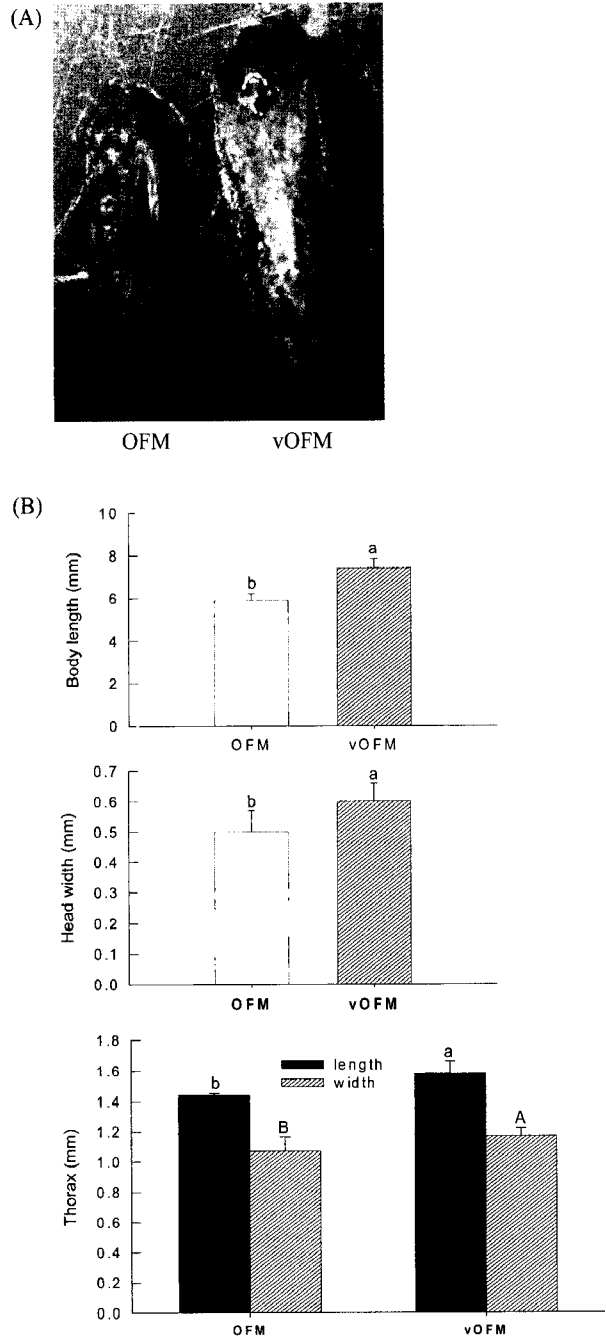 (A)
OFM vOFM
(B)
Body length (mm)
10
8
6
4
2
0
b
a
OFM vOFM
Head width (mm)
0.7
0.6
0.5
0.4
0.3
0.2
0.1
0.0
b
a
OFM vOFM
Thorax (mm)
1.8
1.6
1.4
1.2
1.0
0.8
0.6
0.4
0.2
0.0
length
width
b
B
a
A
OFM vOFM